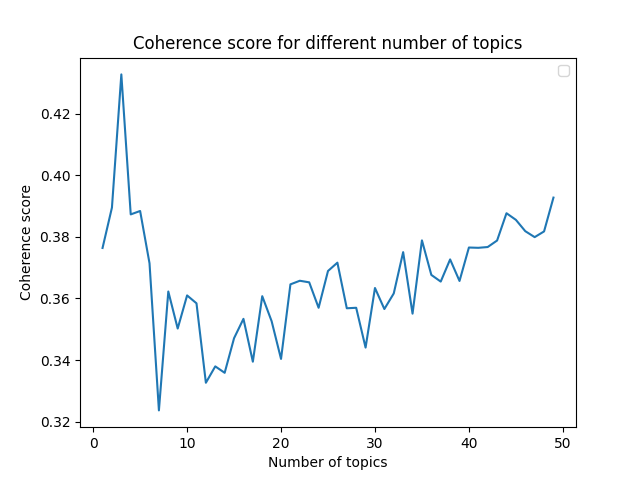 Coherence score for different number of topics
0.42
0.40
0.38
0.36
0.34
0.32
Coherence score
0 10 20 30 40 50
Number of topics